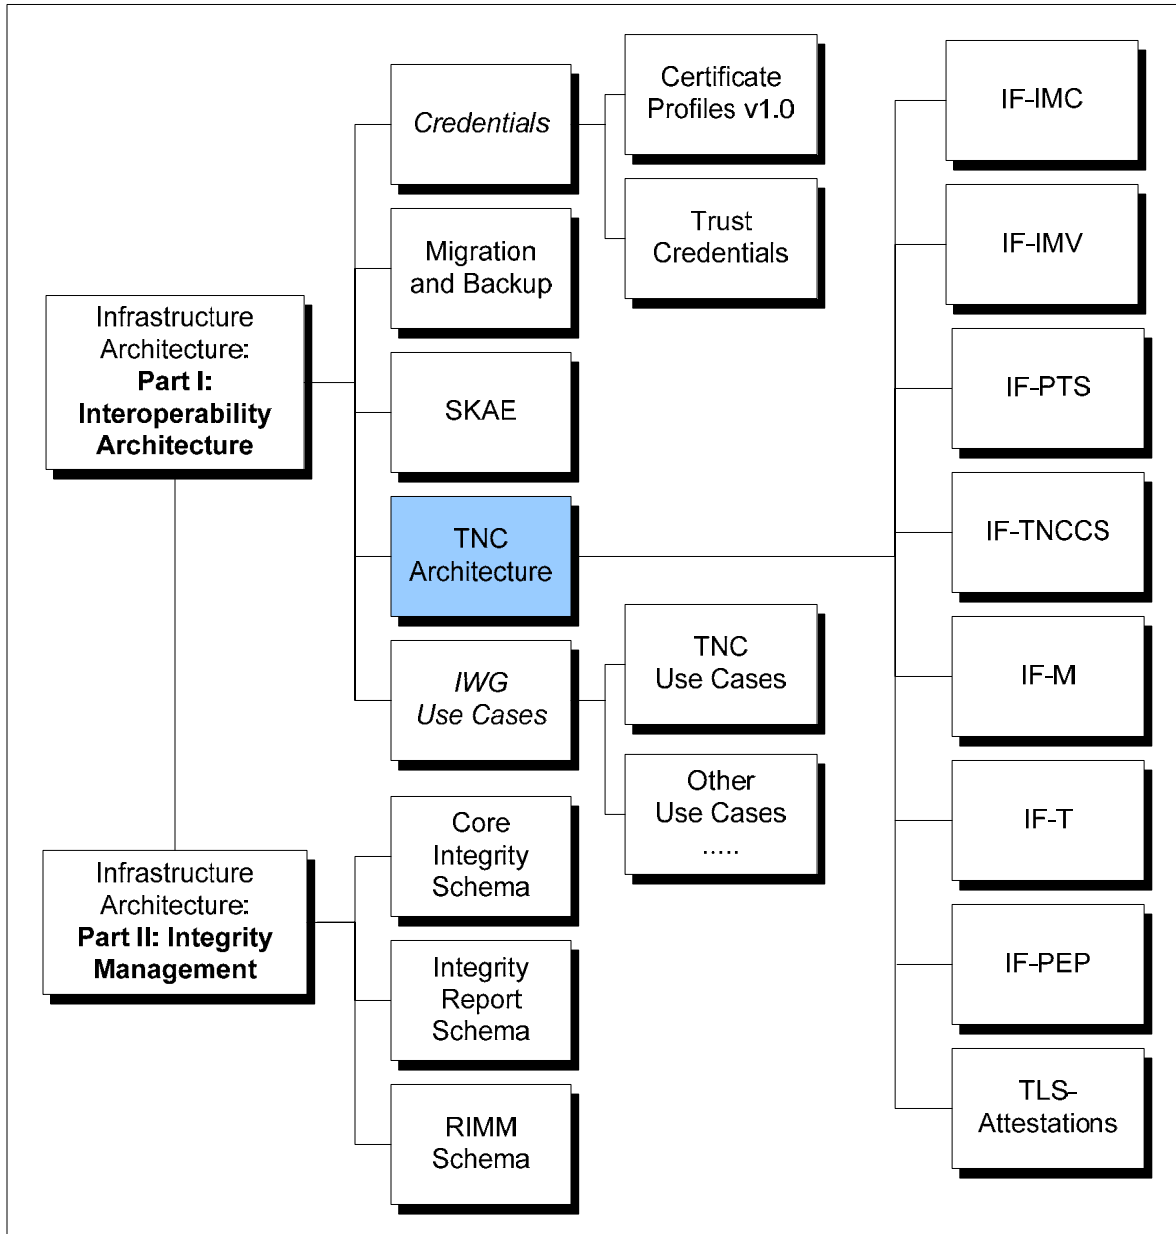 Infrastructure
Architecture:
Part I:
Interoperability
Architecture
Credentials
Certificate
Profiles v1.0
Trust
Credentials
Migration
and Backup
SKAE
TNC
Architecture
IF-IMC
IF-IMV
IF-PTS
IF-TNCCS
IF-M
IF-T
IF-PEP
TLS-
Attestations
IWG
Use Cases
TNC
Use Cases
Other
Use Cases
.....
Infrastructure
Architecture:
Part II: Integrity
Management
Core
Integrity
Schema
Integrity
Report
Schema
RIMM
Schema